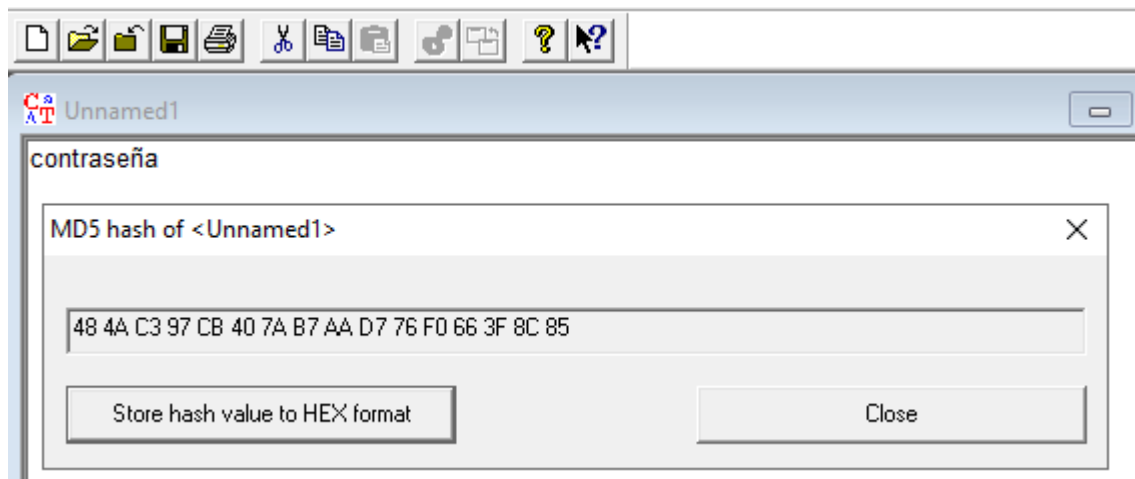 Unnamed1
contraseña
MD5 hash of <Unnamed1>
48 4A C3 97 CB 40 7A B7 AA D7 76 F0 66 3F 8C 85
Store hash value to HEX format
Close